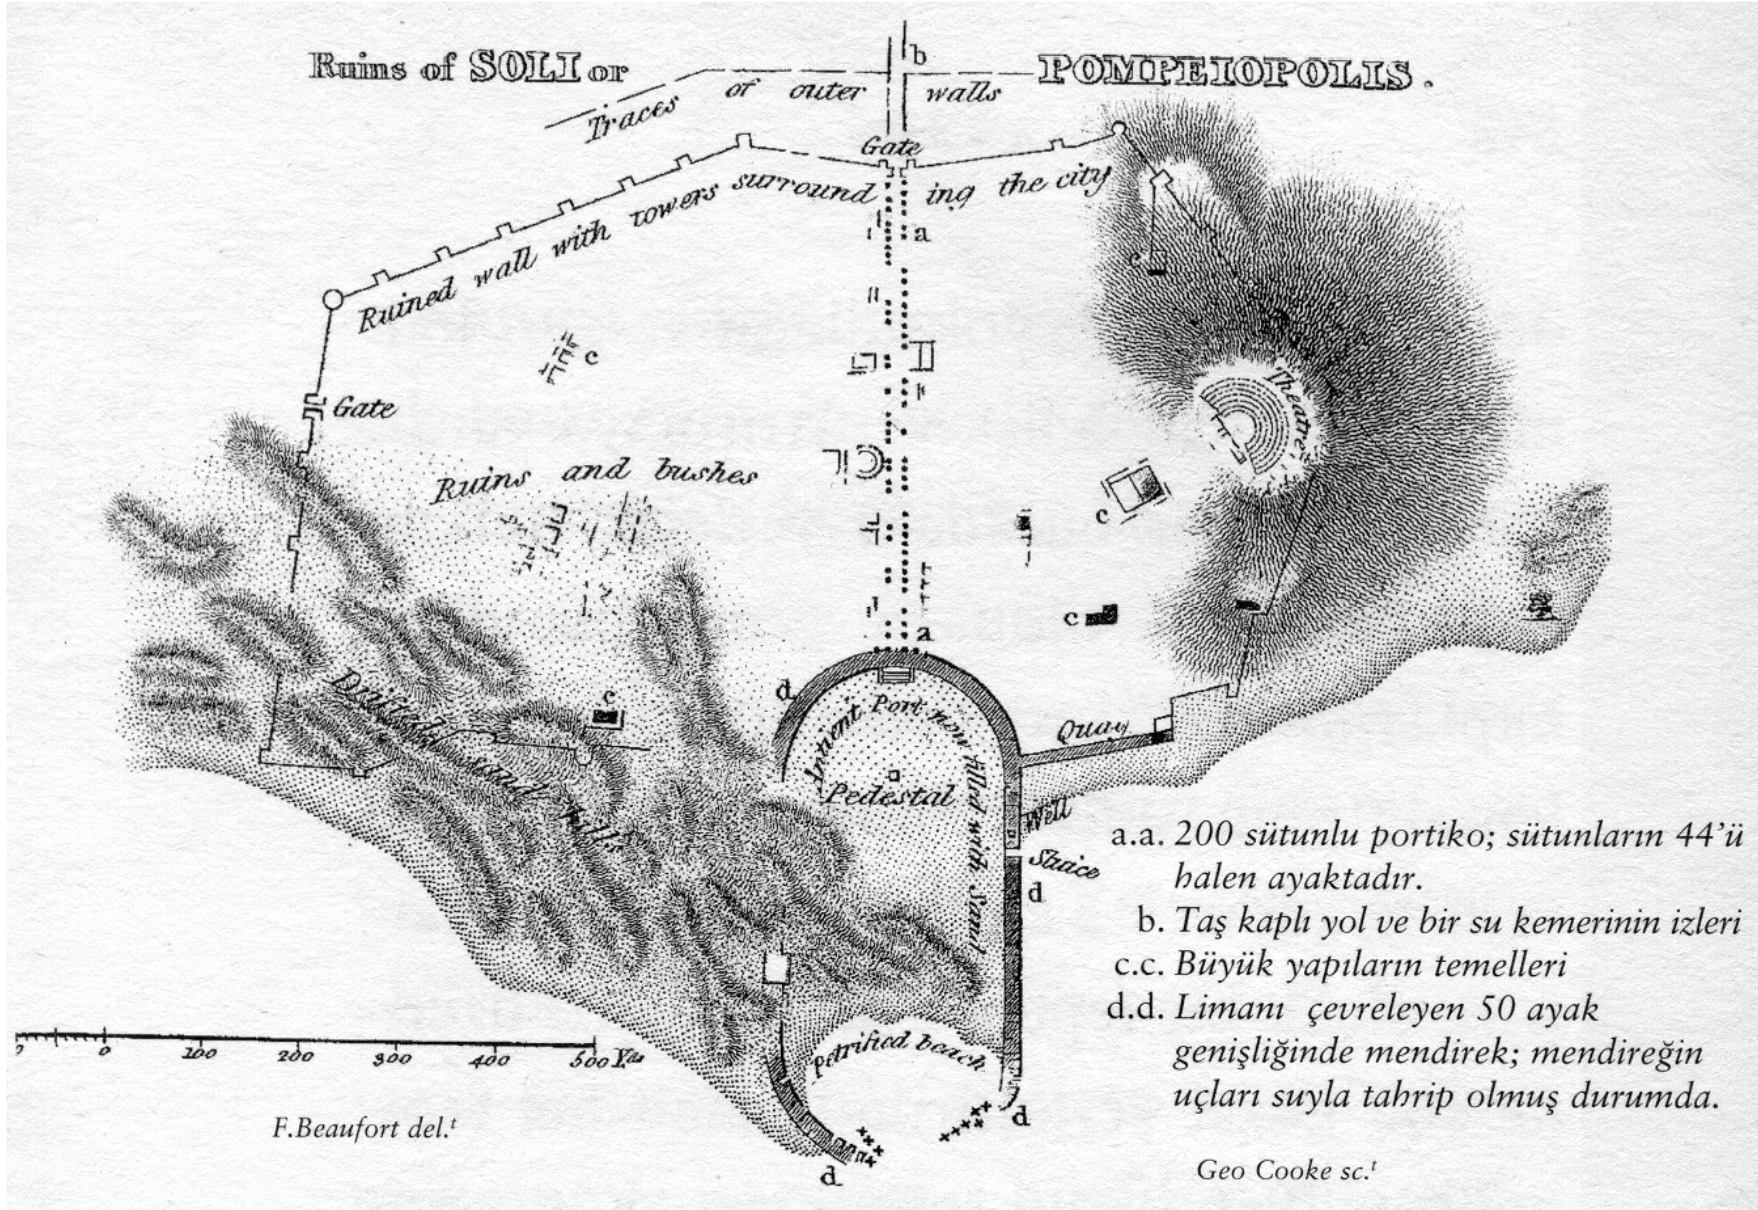 Ruins of SOLI or POMPEIOPOLIS.
b
Traces of outer walls
Gate
Ruined wall with towers surrounding the city
a
c
c
Gate
Theatre
Ruins and bushes
c
c
a
d
c
Drifted sand hills
Antient Port now filled with Sand
Quay
Pedestal
Well
Sluice
d
Petrified beach
d
d
0 100 200 300 400 500 Yds
F.Beaufort del.t
a.a. 200 sütunlu portiko; sütunların 44'ü
halen ayaktadır.
b. Taş kaplı yol ve bir su kemerinin izleri
c.c. Büyük yapıların temelleri
d.d. Limanı çevreleyen 50 ayak
genişliğinde mendirek; mendireğin
uçları suyla tahrip olmuş durumda.
Geo Cooke sc.t